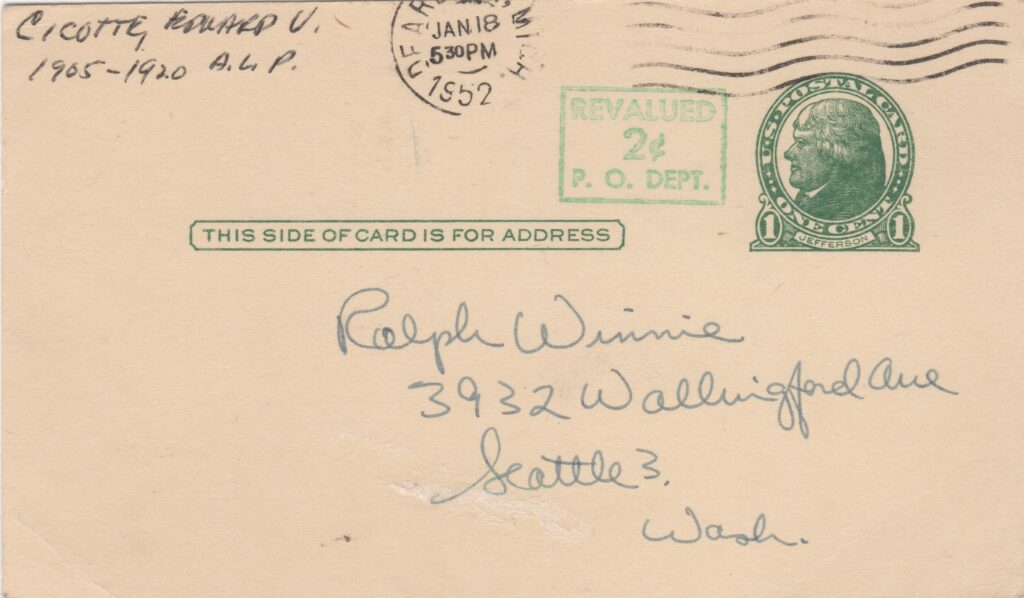 CICOTTE, EDWARD V.
1905-1920 A.L.P.
MICH.
JAN 18
5 30 PM
1952
REVALUED
2¢
P. O. DEPT.
U.S. POSTAL CARD
ONE CENT
1 1
JEFFERSON
THIS SIDE OF CARD IS FOR ADDRESS
Ralph Winnie
3932 Wallingford Ave
Seattle 3.
Wash.